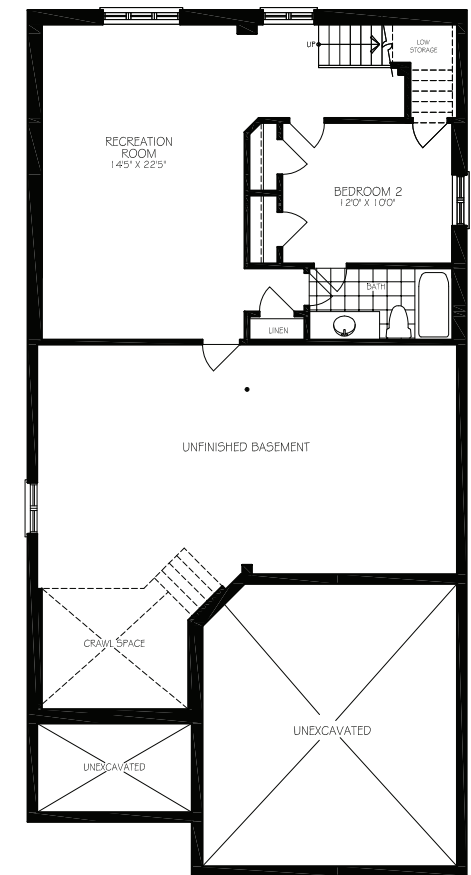 UP
LOW
STORAGE
RECREATION
ROOM
14'5" X 22'5"
BEDROOM 2
12'0" X 10'0"
BATH
LINEN
UNFINISHED BASEMENT
CRAWL SPACE
UNEXCAVATED
UNEXCAVATED